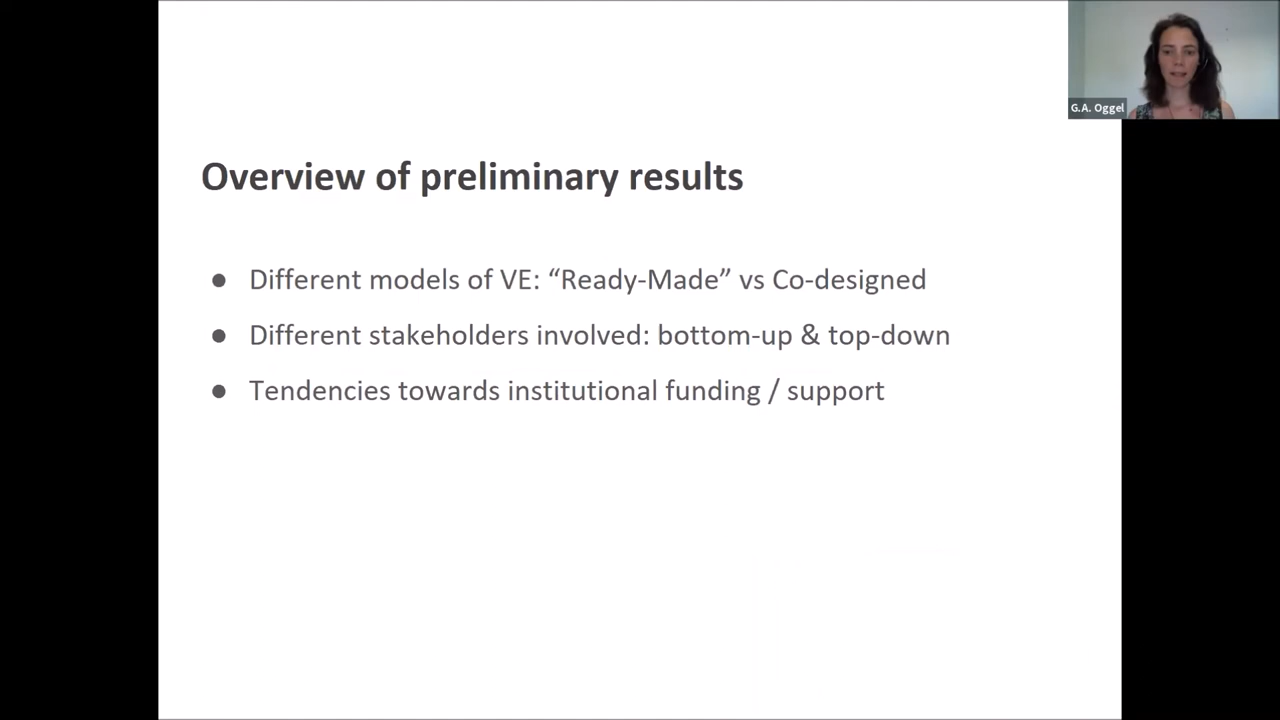 G.A. Oggel
Overview of preliminary results
● Different models of VE: “Ready-Made” vs Co-designed
● Different stakeholders involved: bottom-up & top-down
● Tendencies towards institutional funding / support